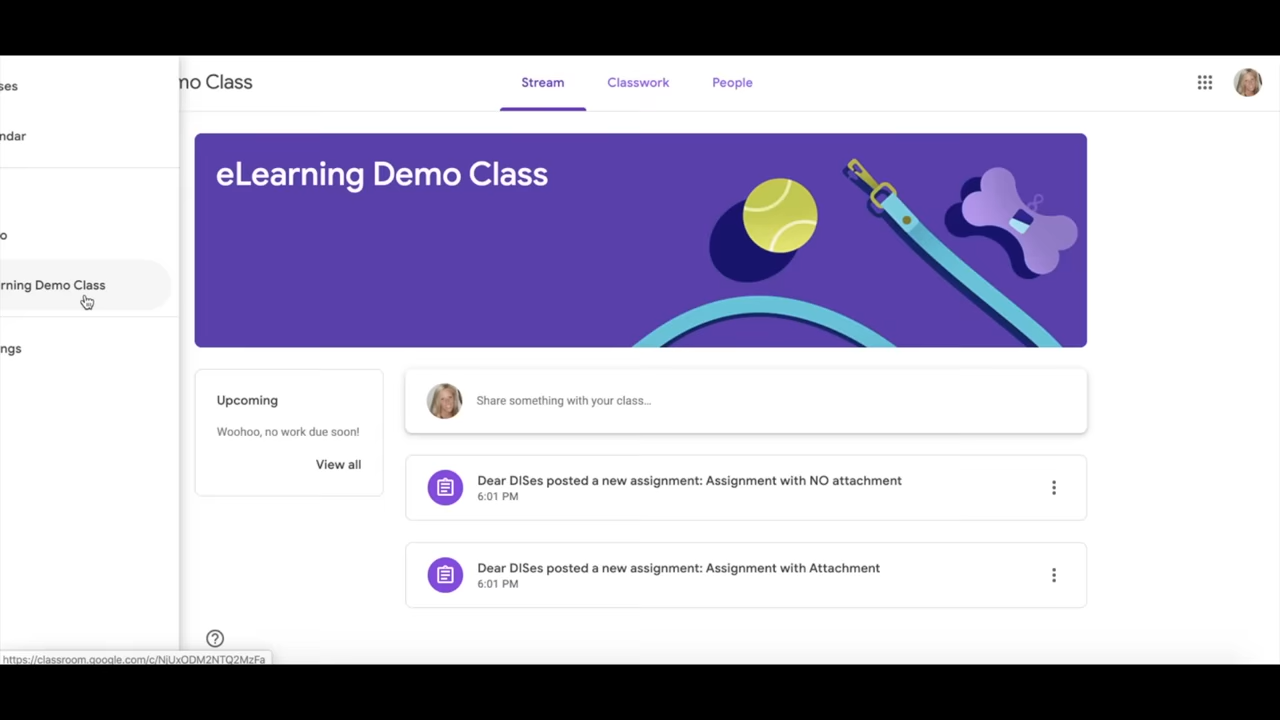 ses
mo Class
Stream
Classwork
People
ndar
o
rning Demo Class
ngs
eLearning Demo Class
Upcoming
Woohoo, no work due soon!
View all
Share something with your class…
Dear DISes posted a new assignment: Assignment with NO attachment
6:01 PM
Dear DISes posted a new assignment: Assignment with Attachment
6:01 PM
https://classroom.google.com/c/NjUxODM2NTQ2MzFa